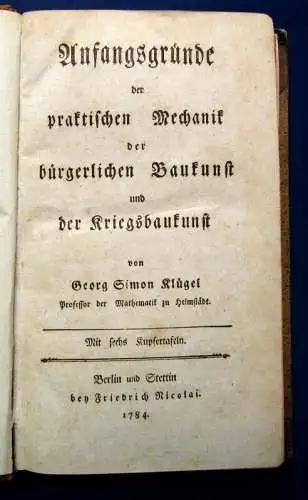 Anfangsgründe
der
praktischen Mechanik
der
bürgerlichen Baukunst
und
der Kriegsbaukunst
von
Georg Simon Klügel
Professor der Mathematik zu Helmstädt.
Mit sechs Kupfertafeln.
Berlin und Stettin
bey Friedrich Nicolai.
1784.